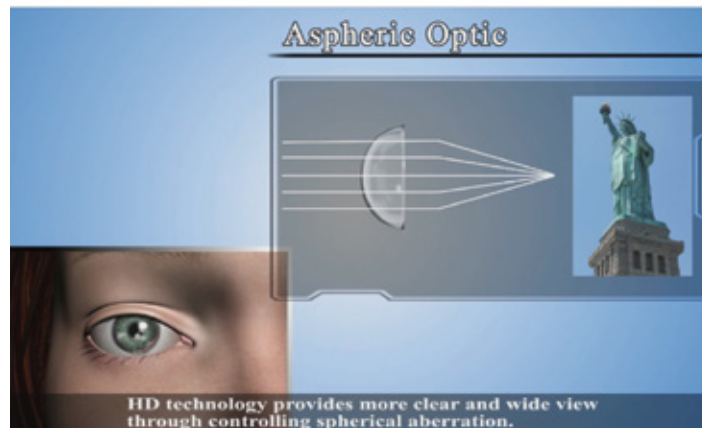 Aspheric Optic
HD technology provides more clear and wide view
through controlling spherical aberration.